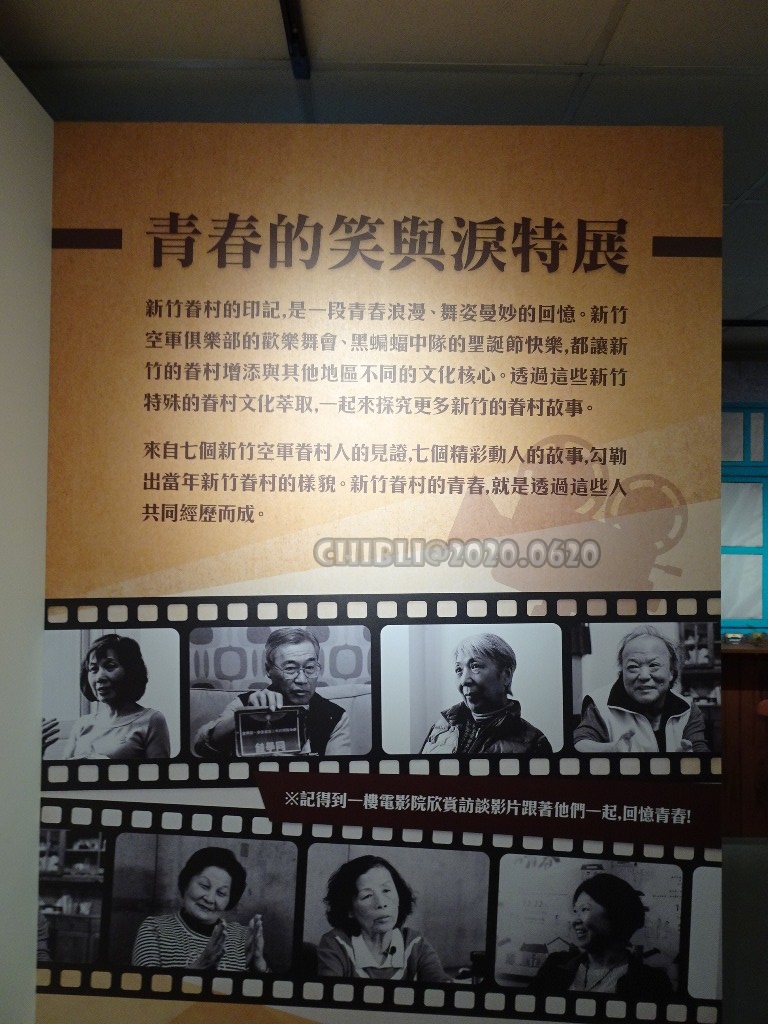 青春的笑與淚特展
新竹眷村的印記,是一段青春浪漫、舞姿曼妙的回憶。新竹
空軍俱樂部的歡樂舞會、黑蝙蝠中隊的聖誕節快樂,都讓新
竹的眷村增添與其他地區不同的文化核心。透過這些新竹
特殊的眷村文化萃取,一起來探究更多新竹的眷村故事。
來自七個新竹空軍眷村人的見證,七個精彩動人的故事,勾勒
出當年新竹眷村的樣貌。新竹眷村的青春,就是透過這些人
共同經歷而成。
CHIBLI@2020.0620
※記得到一樓電影院欣賞訪談影片跟著他們一起,回憶青春!